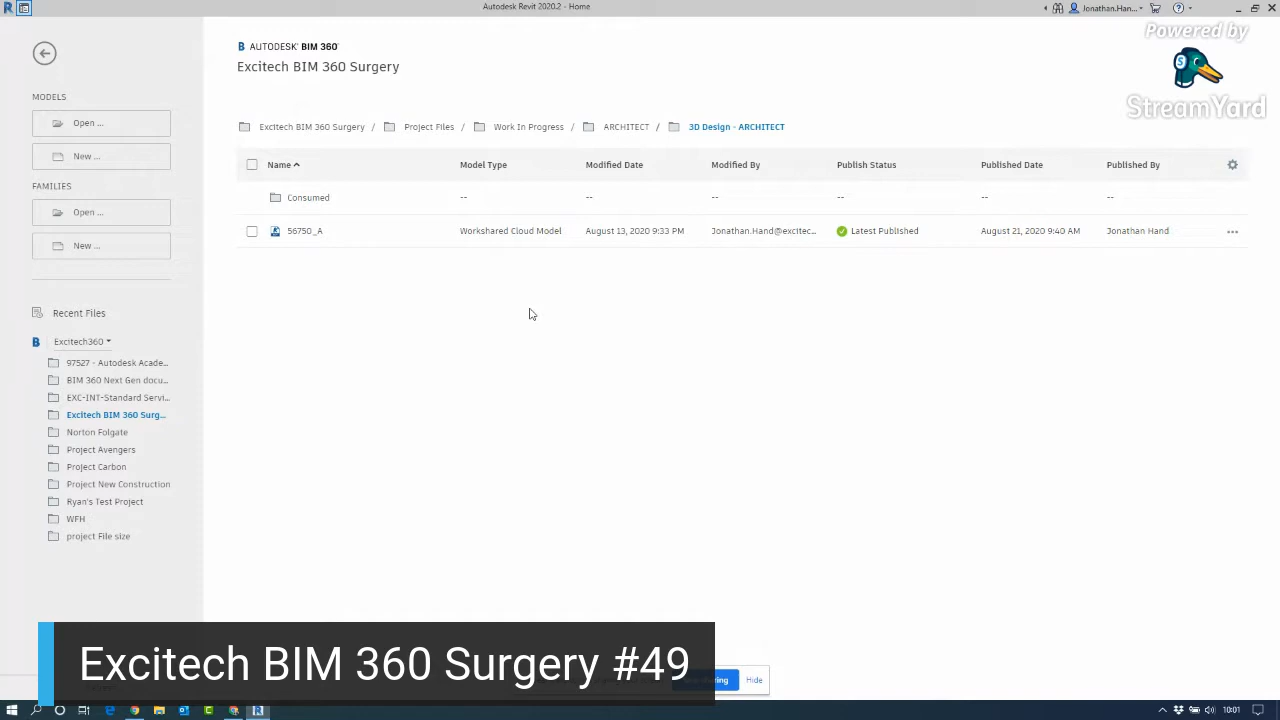 Autodesk Revit 2020.2 - Home
Jonathan.Han...
Powered by
StreamYard
AUTODESK' BIM 360'
Excitech BIM 360 Surgery
MODELS
Open ...
New ...
FAMILIES
Open ...
New ...
Recent Files
Excitech360
97527 - Autodesk Acade...
BIM 360 Next Gen docu...
EXC-INT-Standard Servi...
Excitech BIM 360 Surg...
Norton Folgate
Project Avengers
Project Carbon
Project New Construction
Ryan's Test Project
WFH
project File size
Excitech BIM 360 Surgery / Project Files / Work In Progress / ARCHITECT / 3D Design - ARCHITECT
Name Model Type Modified Date Modified By Publish Status Published Date Published By
Consumed -- -- -- -- -- --
56750_A Workshared Cloud Model August 13, 2020 9:33 PM Jonathan.Hand@excitec... Latest Published August 21, 2020 9:40 AM Jonathan Hand ...
Excitech BIM 360 Surgery #49
Hide
10:01